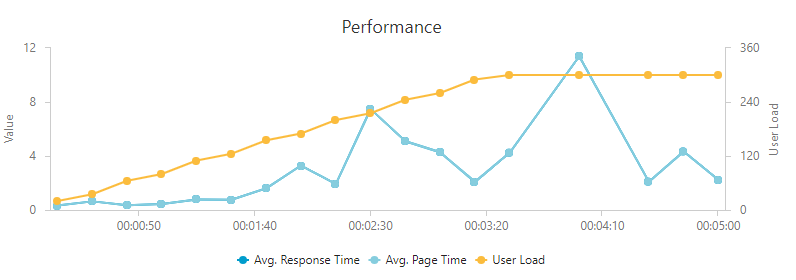 Performance
12 360
8 240
4 120
0 0
Value
User Load
00:00:50 00:01:40 00:02:30 00:03:20 00:04:10 00:05:00
Avg. Response Time Avg. Page Time User Load